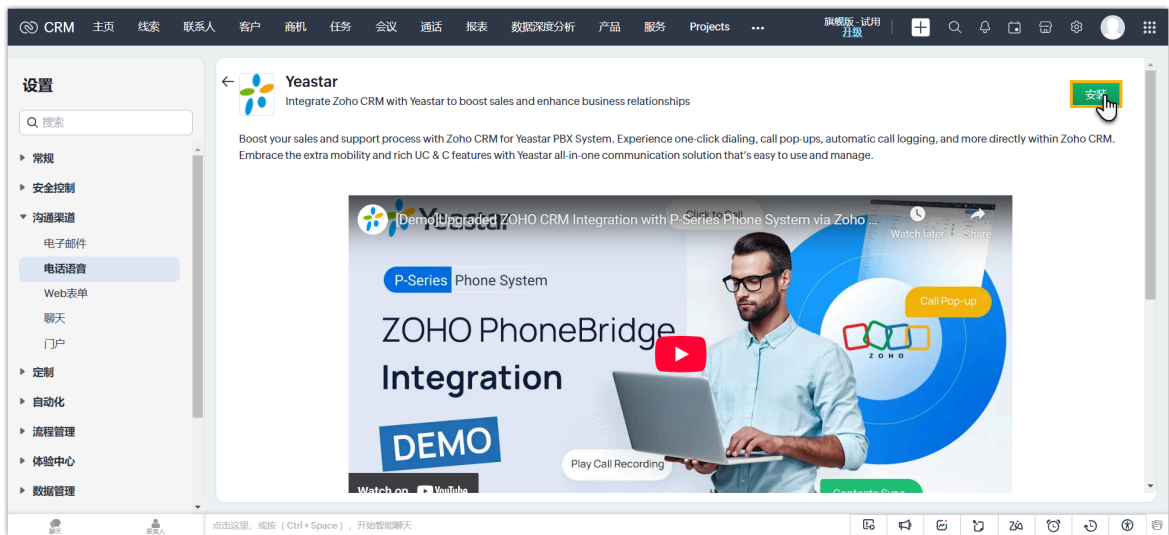 CRM 主页 线索 联系人 客户 商机 任务 会议 通话 报表 数据深度分析 产品 服务 Projects ••• 旗舰版-试用
升级
设置
搜索
常规
安全控制
沟通渠道
电子邮件
电话语音
Web表单
聊天
门户
定制
自动化
流程管理
体验中心
数据管理
Yeastar
Integrate Zoho CRM with Yeastar to boost sales and enhance business relationships
安装
Boost your sales and support process with Zoho CRM for Yeastar PBX System. Experience one-click dialing, call pop-ups, automatic call logging, and more directly within Zoho CRM.
Embrace the extra mobility and rich UC & C features with Yeastar all-in-one communication solution that's easy to use and manage.
[Demo]Upgraded ZOHO CRM Integration with P-Series Phone System via Zoho ...
Yeastar
Click to Call
Watch later
Share
P-Series Phone System
Call Pop-up
ZOHO PhoneBridge
Integration
ZOHO
DEMO
Play Call Recording
Watch on YouTube
Contacts Sync
聊天 联系人 点击这里，或按（Ctrl+Space），开始智能聊天